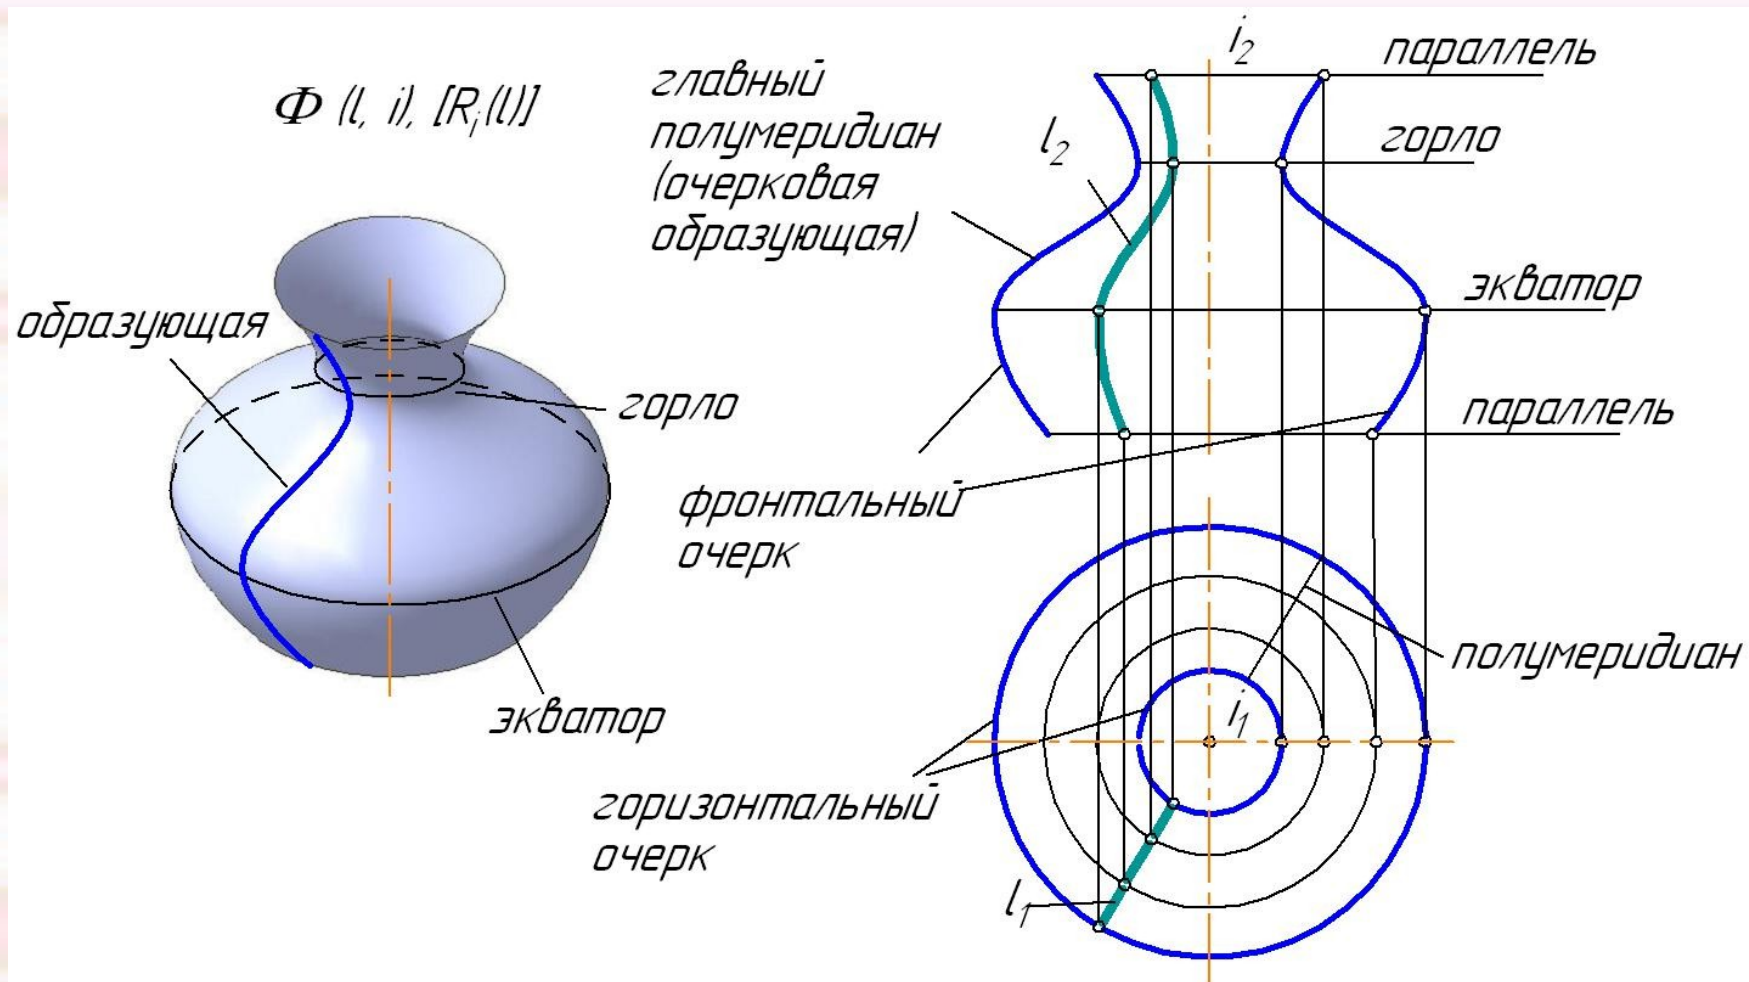 Φ (l, i), [Rᵢ(l)]
образующая
горло
экватор
главный
полумеридиан
(очерковая
образующая)
i₂
l₂
параллель
горло
экватор
параллель
фронтальный
очерк
полумеридиан
i₁
горизонтальный
очерк
l₁